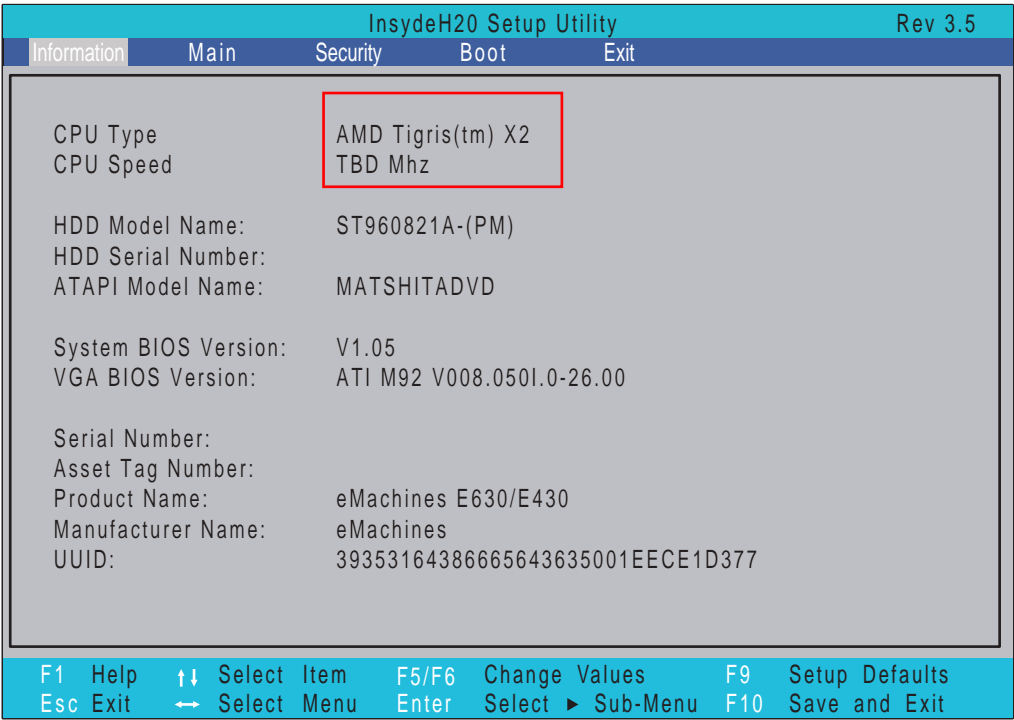 InsydeH20 Setup Utility Rev 3.5
Information Main Security Boot Exit
CPU Type AMD Tigris(tm) X2
CPU Speed TBD Mhz
HDD Model Name: ST960821A-(PM)
HDD Serial Number:
ATAPI Model Name: MATSHITADVD
System BIOS Version: V1.05
VGA BIOS Version: ATI M92 V008.050I.0-26.00
Serial Number:
Asset Tag Number:
Product Name: eMachines E630/E430
Manufacturer Name: eMachines
UUID: 39353164386665643635001EECE1D377
F1 Help ↑↓ Select Item F5/F6 Change Values F9 Setup Defaults
Esc Exit ↔ Select Menu Enter Select ► Sub-Menu F10 Save and Exit